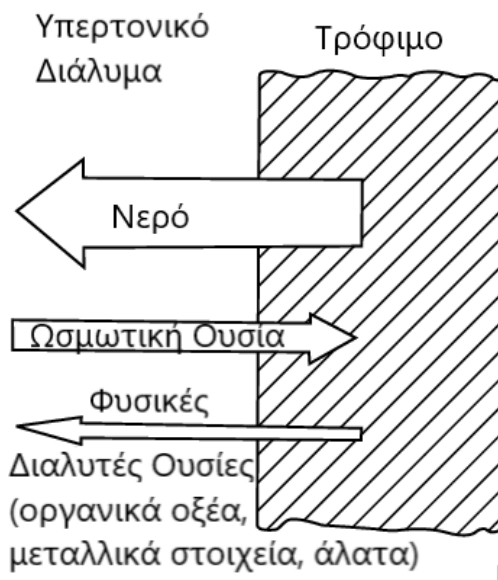 Υπερτονικό
Διάλυμα
Τρόφιμο
Νερό
Ωσμωτική Ουσία
Φυσικές
Διαλυτές Ουσίες
(οργανικά οξέα,
μεταλλικά στοιχεία, άλατα)